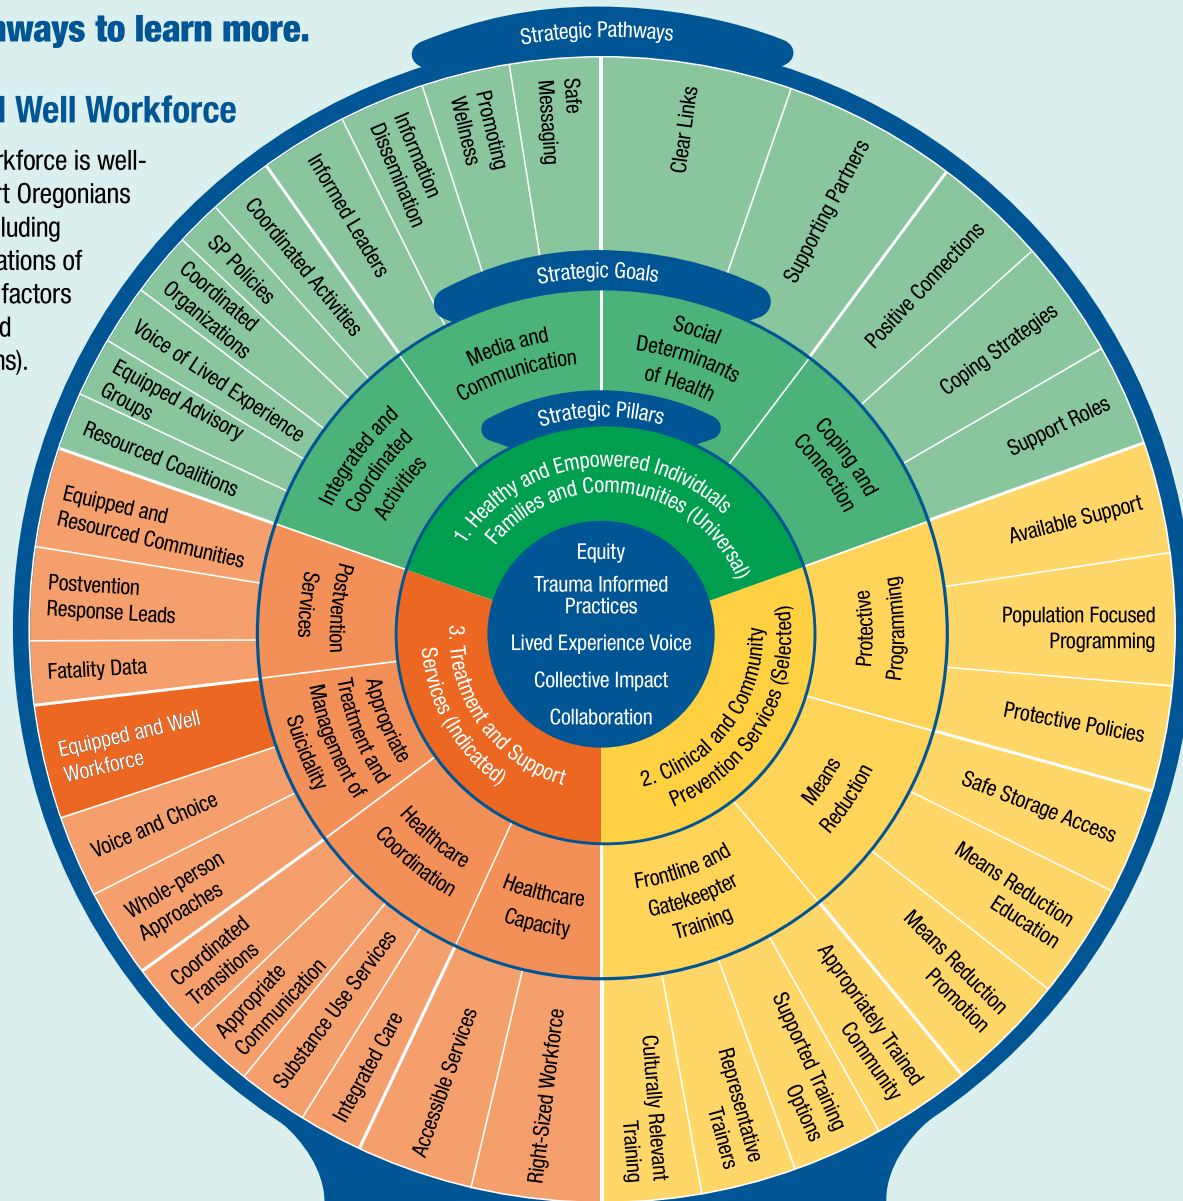 nways to learn more.
l Well Workforce
rkforce is well-
rt Oregonians
luding
ations of
factors
d
ns).
Strategic Pathways
Safe
Messaging
Promoting
Wellness
Information
Dissemination
Informed Leaders
Coordinated Activities
SP Policies
Coordinated
Organizations
Voice of Lived Experience
Equipped Advisory
Groups
Resourced Coalitions
Clear Links
Supporting Partners
Positive Connections
Coping Strategies
Support Roles
Strategic Goals
Media and
Communication
Social
Determinants
of Health
Integrated and
Coordinated
Activities
Coping and
Connection
Strategic Pillars
1. Healthy and Empowered Individuals
Families and Communities (Universal)
Equity
Trauma Informed
Practices
Lived Experience Voice
Collective Impact
Collaboration
2. Clinical and Community
Prevention Services (Selected)
3. Treatment and Support
Services (Indicated)
Protective
Programming
Means
Reduction
Frontline and
Gatekeeper
Training
Available Support
Population Focused
Programming
Protective Policies
Safe Storage Access
Means Reduction
Education
Means Reduction
Promotion
Appropriately Trained
Community
Supported Training
Options
Representative
Trainers
Culturally Relevant
Training
Postvention
Services
Appropriate
Treatment and
Management of
Suicidality
Healthcare
Coordination
Healthcare
Capacity
Equipped and
Resourced Communities
Postvention
Response Leads
Fatality Data
Equipped and Well
Workforce
Voice and Choice
Whole-person
Approaches
Coordinated
Transitions
Appropriate
Communication
Substance Use Services
Integrated Care
Accessible Services
Right-Sized Workforce